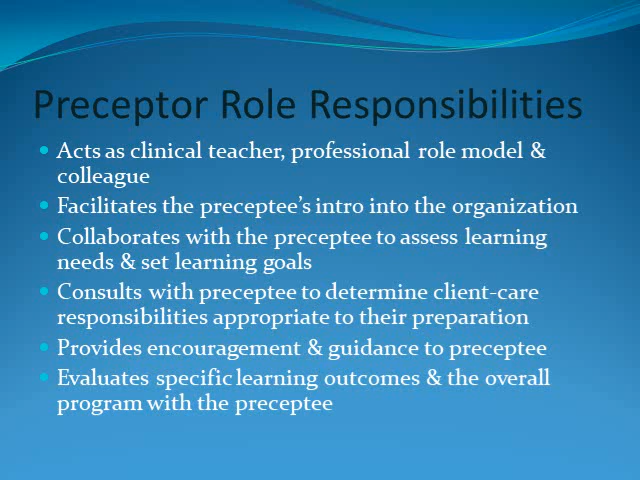 Preceptor Role Responsibilities
• Acts as clinical teacher, professional role model &
colleague
• Facilitates the preceptee’s intro into the organization
• Collaborates with the preceptee to assess learning
needs & set learning goals
• Consults with preceptee to determine client-care
responsibilities appropriate to their preparation
• Provides encouragement & guidance to preceptee
• Evaluates specific learning outcomes & the overall
program with the preceptee